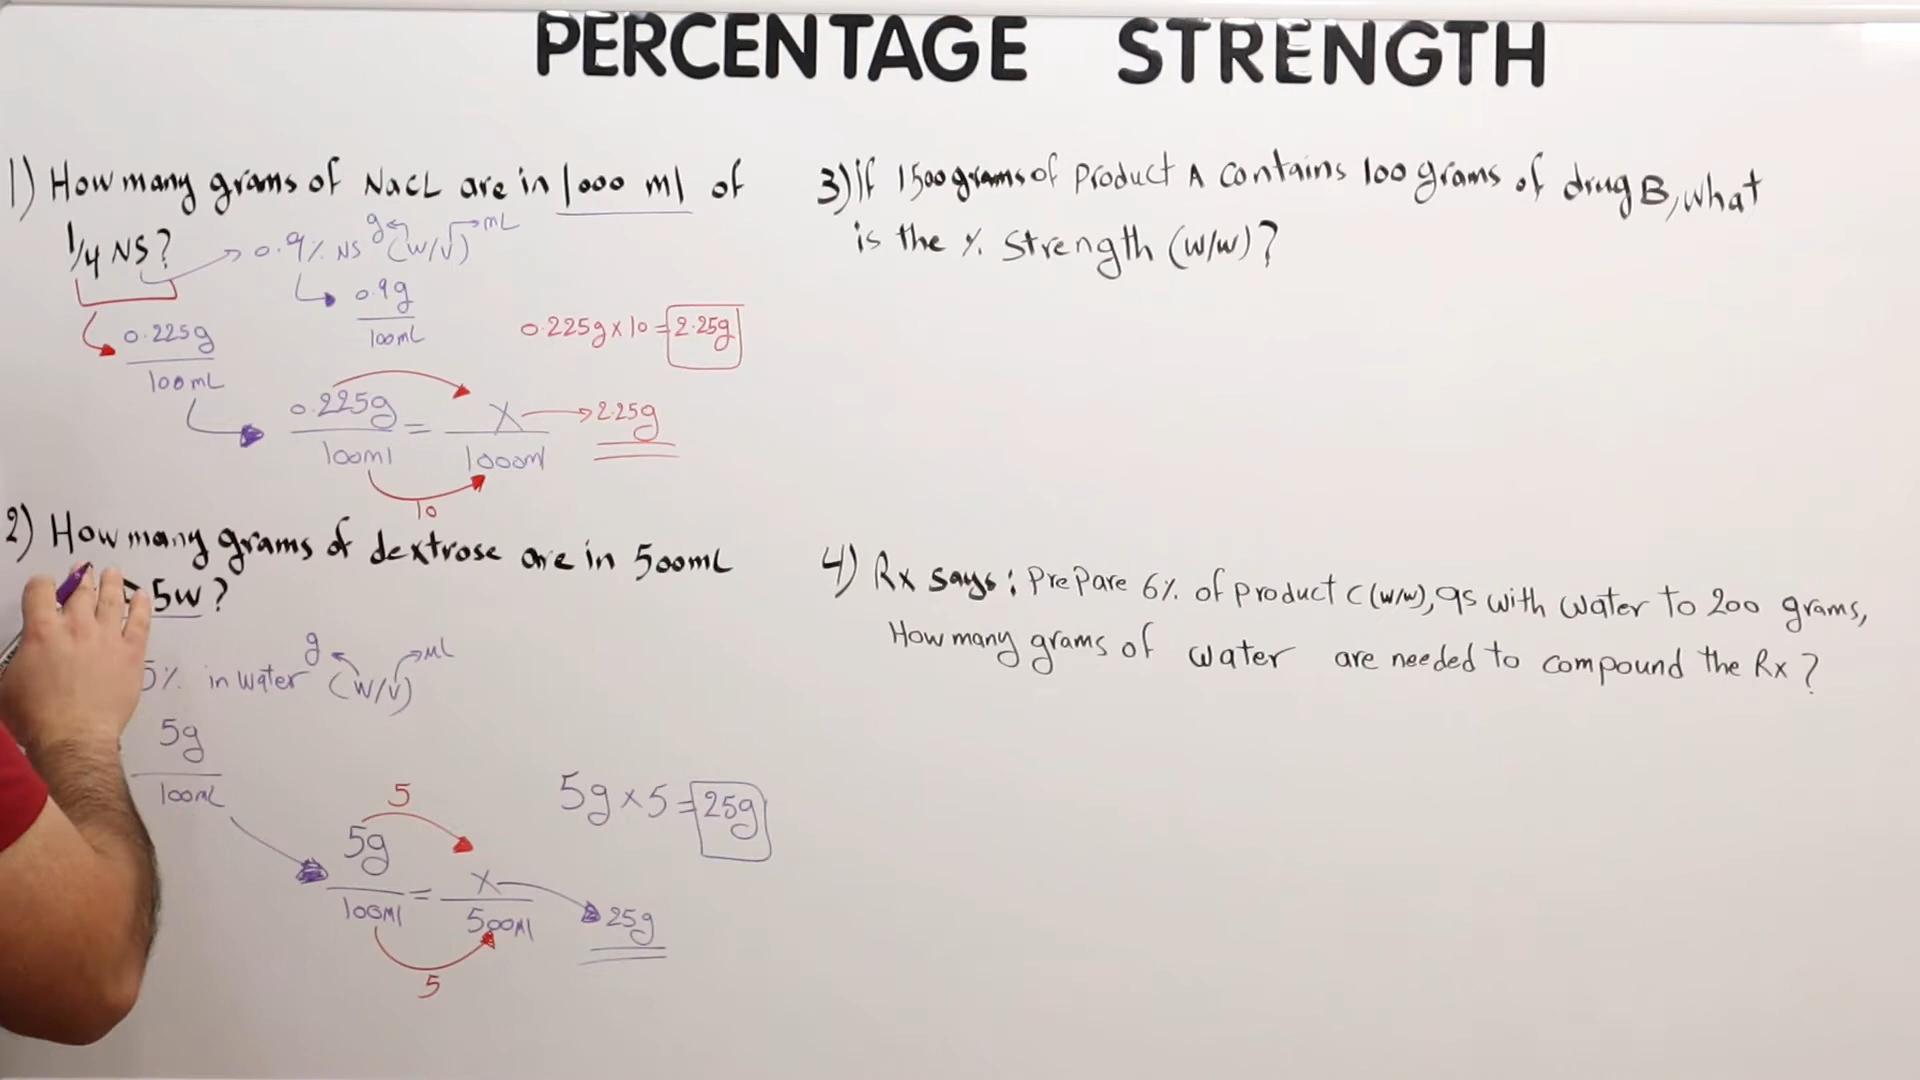 PERCENTAGE STRENGTH
1) How many grams of NaCL are in 1000 ml of
1/4 NS?
0.9% NS (W/V)
g
mL
0.9g
100mL
0.225g
100mL
0.225g x 10 = 2.25g
0.225g = X
100ml 1000ml
2.25g
10
2) How many grams of dextrose are in 500mL
5W?
5% in water (W/V)
g
mL
5g
100mL
5
5g = X
100ml 500ml
5
5g x 5 = 25g
25g
3) if 1500 grams of product A contains 100 grams of drug B, what
is the % strength (w/w)?
4) Rx says: Prepare 6% of product C (w/w), qs with water to 200 grams,
How many grams of water are needed to compound the Rx?